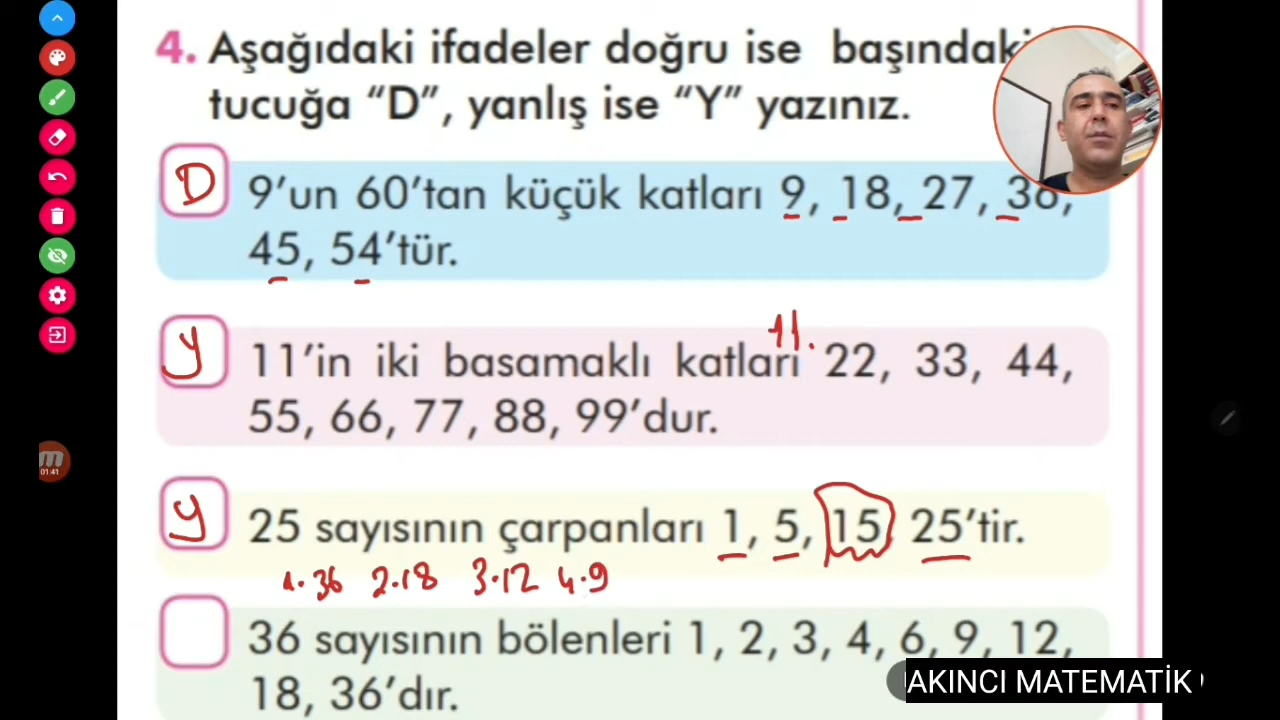 4. Aşağıdaki ifadeler doğru ise başındaki
tucuğa “D”, yanlış ise “Y” yazınız.
D 9’un 60’tan küçük katları 9, 18, 27, 36,
45, 54’tür.
11.
Y 11’in iki basamaklı katları 22, 33, 44,
55, 66, 77, 88, 99’dur.
Y 25 sayısının çarpanları 1, 5, 15, 25’tir.
1·36 2·18 3·12 4·9
36 sayısının bölenleri 1, 2, 3, 4, 6, 9, 12,
18, 36’dır.
m
01:41
AKINCI MATEMATİK